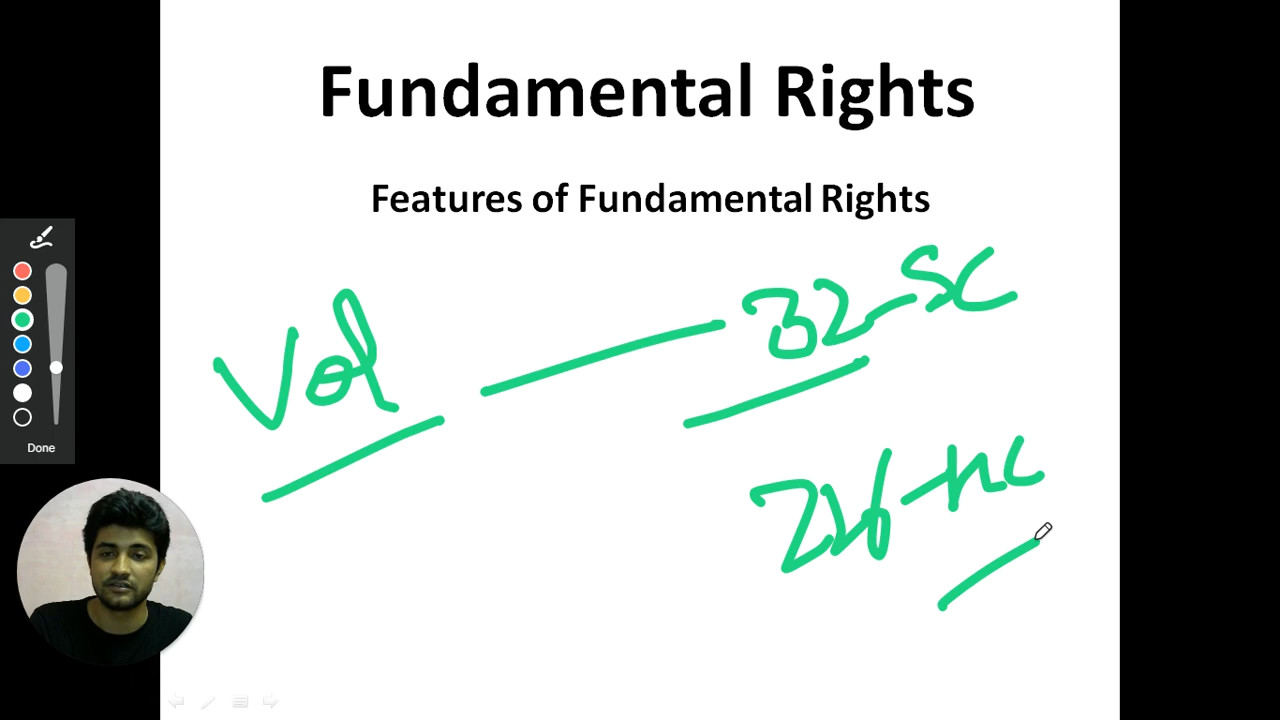 Fundamental Rights
Features of Fundamental Rights
Vol — 32-SC
226-HC
Done